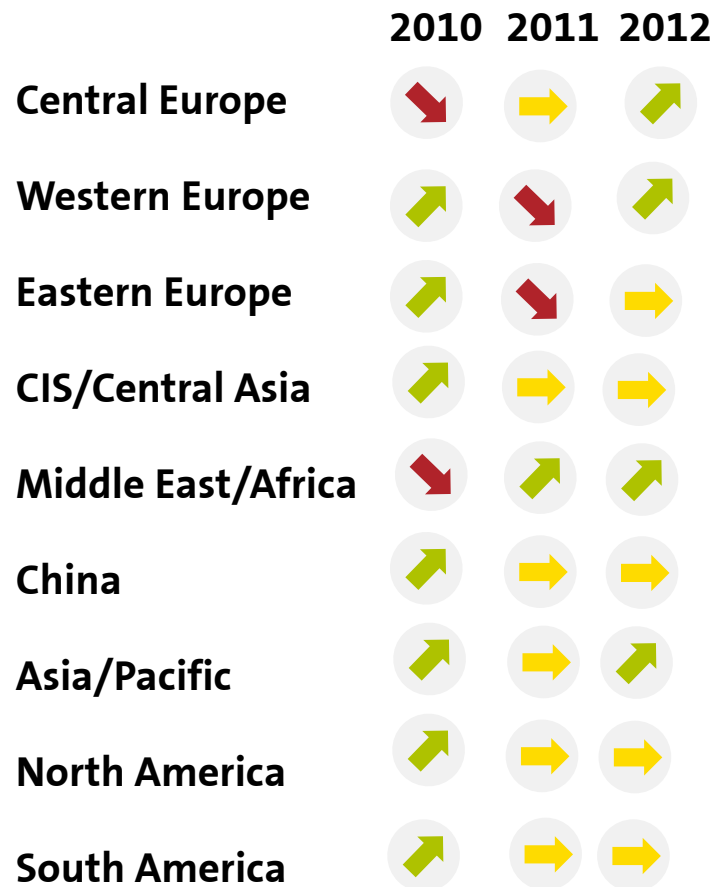 2010 2011 2012
Central Europe
Western Europe
Eastern Europe
CIS/Central Asia
Middle East/Africa
China
Asia/Pacific
North America
South America